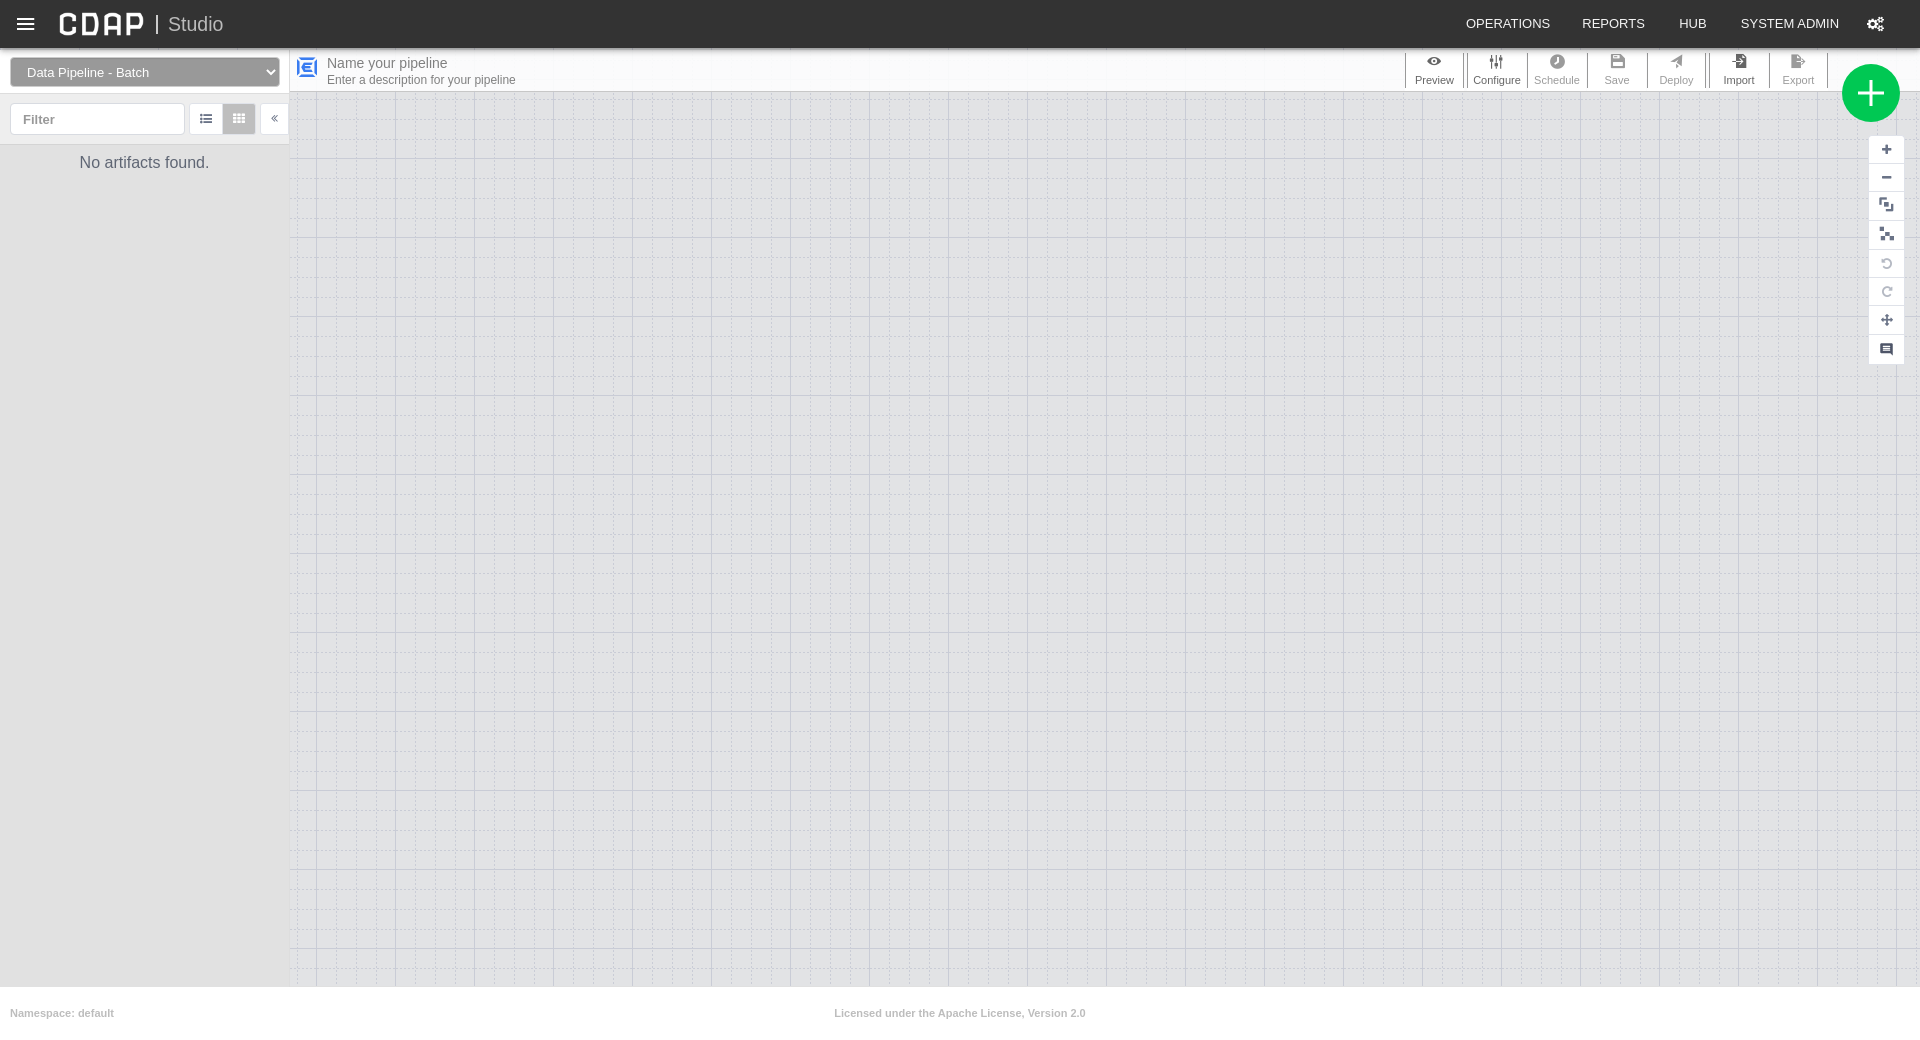 CDAP | Studio
OPERATIONS REPORTS HUB SYSTEM ADMIN
Data Pipeline - Batch
Name your pipeline
Enter a description for your pipeline
Preview Configure Schedule Save Deploy Import Export
Filter
No artifacts found.
Namespace: default
Licensed under the Apache License, Version 2.0